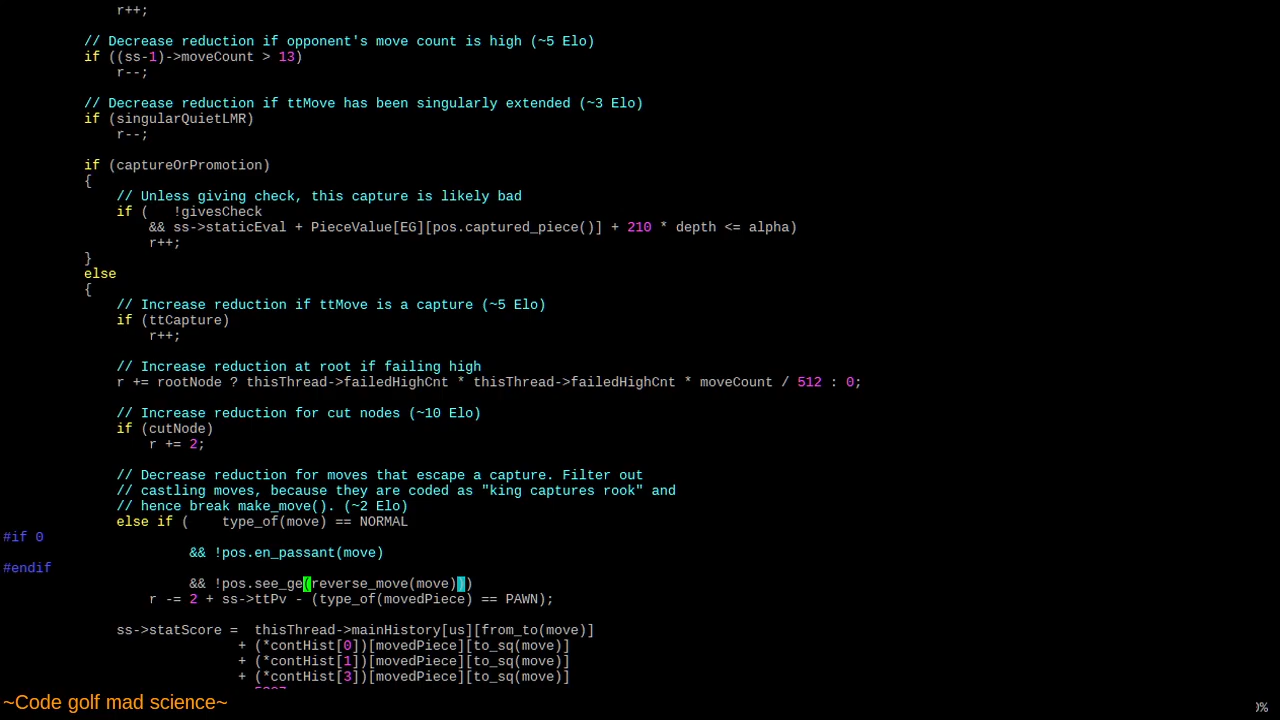 r++;
// Decrease reduction if opponent's move count is high (~5 Elo)
if ((ss-1)->moveCount > 13)
r--;
// Decrease reduction if ttMove has been singularly extended (~3 Elo)
if (singularQuietLMR)
r--;
if (captureOrPromotion)
{
// Unless giving check, this capture is likely bad
if (   !givesCheck
&& ss->staticEval + PieceValue[EG][pos.captured_piece()] + 210 * depth <= alpha)
r++;
}
else
{
// Increase reduction if ttMove is a capture (~5 Elo)
if (ttCapture)
r++;
// Increase reduction at root if failing high
r += rootNode ? thisThread->failedHighCnt * thisThread->failedHighCnt * moveCount / 512 : 0;
// Increase reduction for cut nodes (~10 Elo)
if (cutNode)
r += 2;
// Decrease reduction for moves that escape a capture. Filter out
// castling moves, because they are coded as "king captures rook" and
// hence break make_move(). (~2 Elo)
else if (    type_of(move) == NORMAL
#if 0
&& !pos.en_passant(move)
#endif
&& !pos.see_ge(reverse_move(move)))
r -= 2 + ss->ttPv - (type_of(movedPiece) == PAWN);
ss->statScore =  thisThread->mainHistory[us][from_to(move)]
+ (*contHist[0])[movedPiece][to_sq(move)]
+ (*contHist[1])[movedPiece][to_sq(move)]
+ (*contHist[3])[movedPiece][to_sq(move)]
~Code golf mad science~